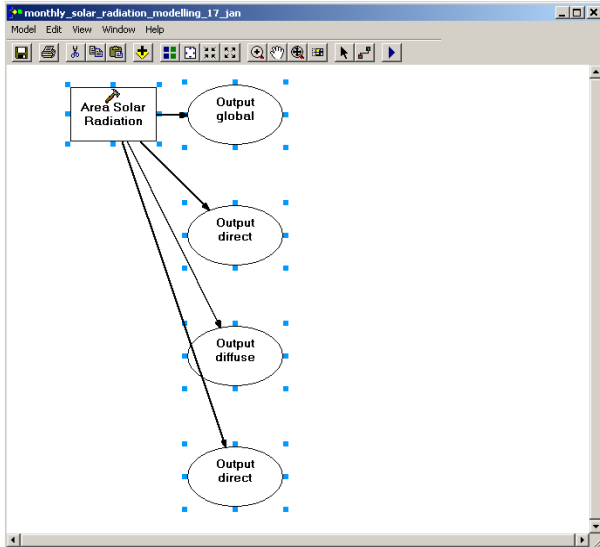 monthly_solar_radiation_modelling_17_jan
Model Edit View Window Help
Area Solar
Radiation
Output
global
Output
direct
Output
diffuse
Output
direct